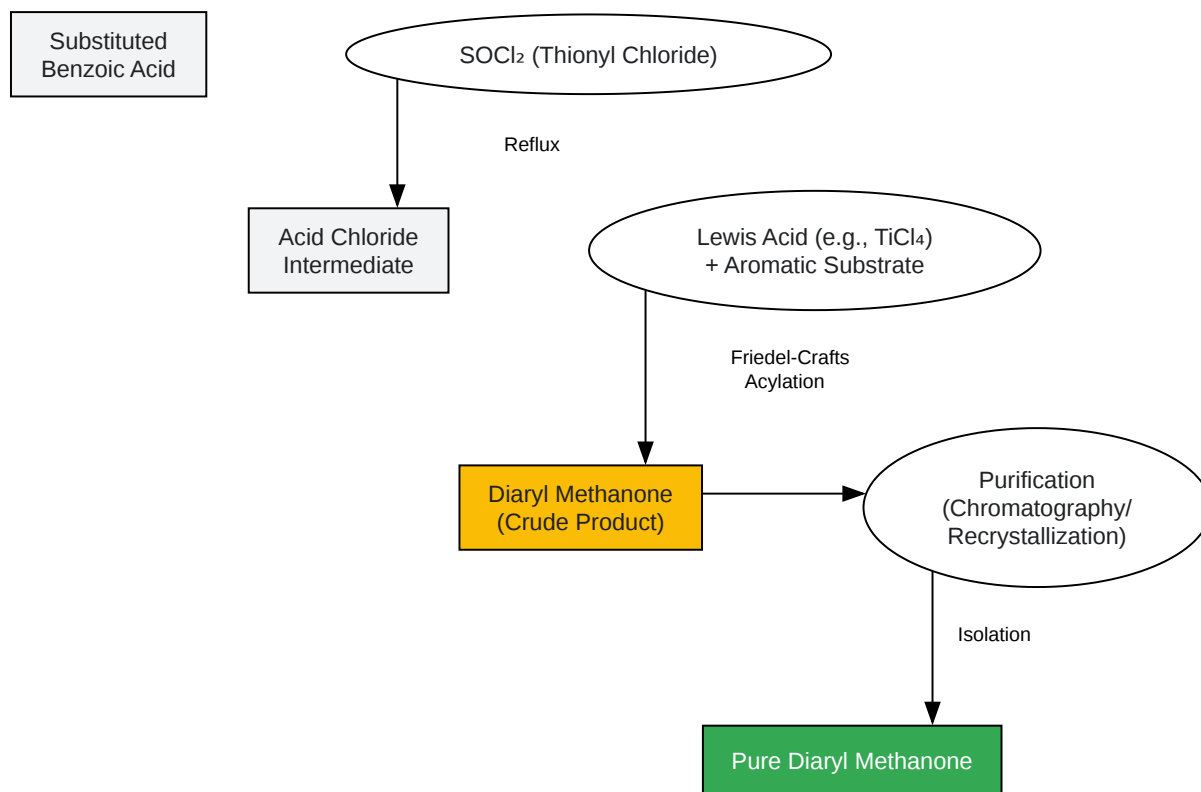 Substituted
Benzoic Acid
SOCl₂ (Thionyl Chloride)
Reflux
Acid Chloride
Intermediate
Lewis Acid (e.g., TiCl₄)
+ Aromatic Substrate
Friedel-Crafts
Acylation
Diaryl Methanone
(Crude Product)
Purification
(Chromatography/
Recrystallization)
Isolation
Pure Diaryl Methanone